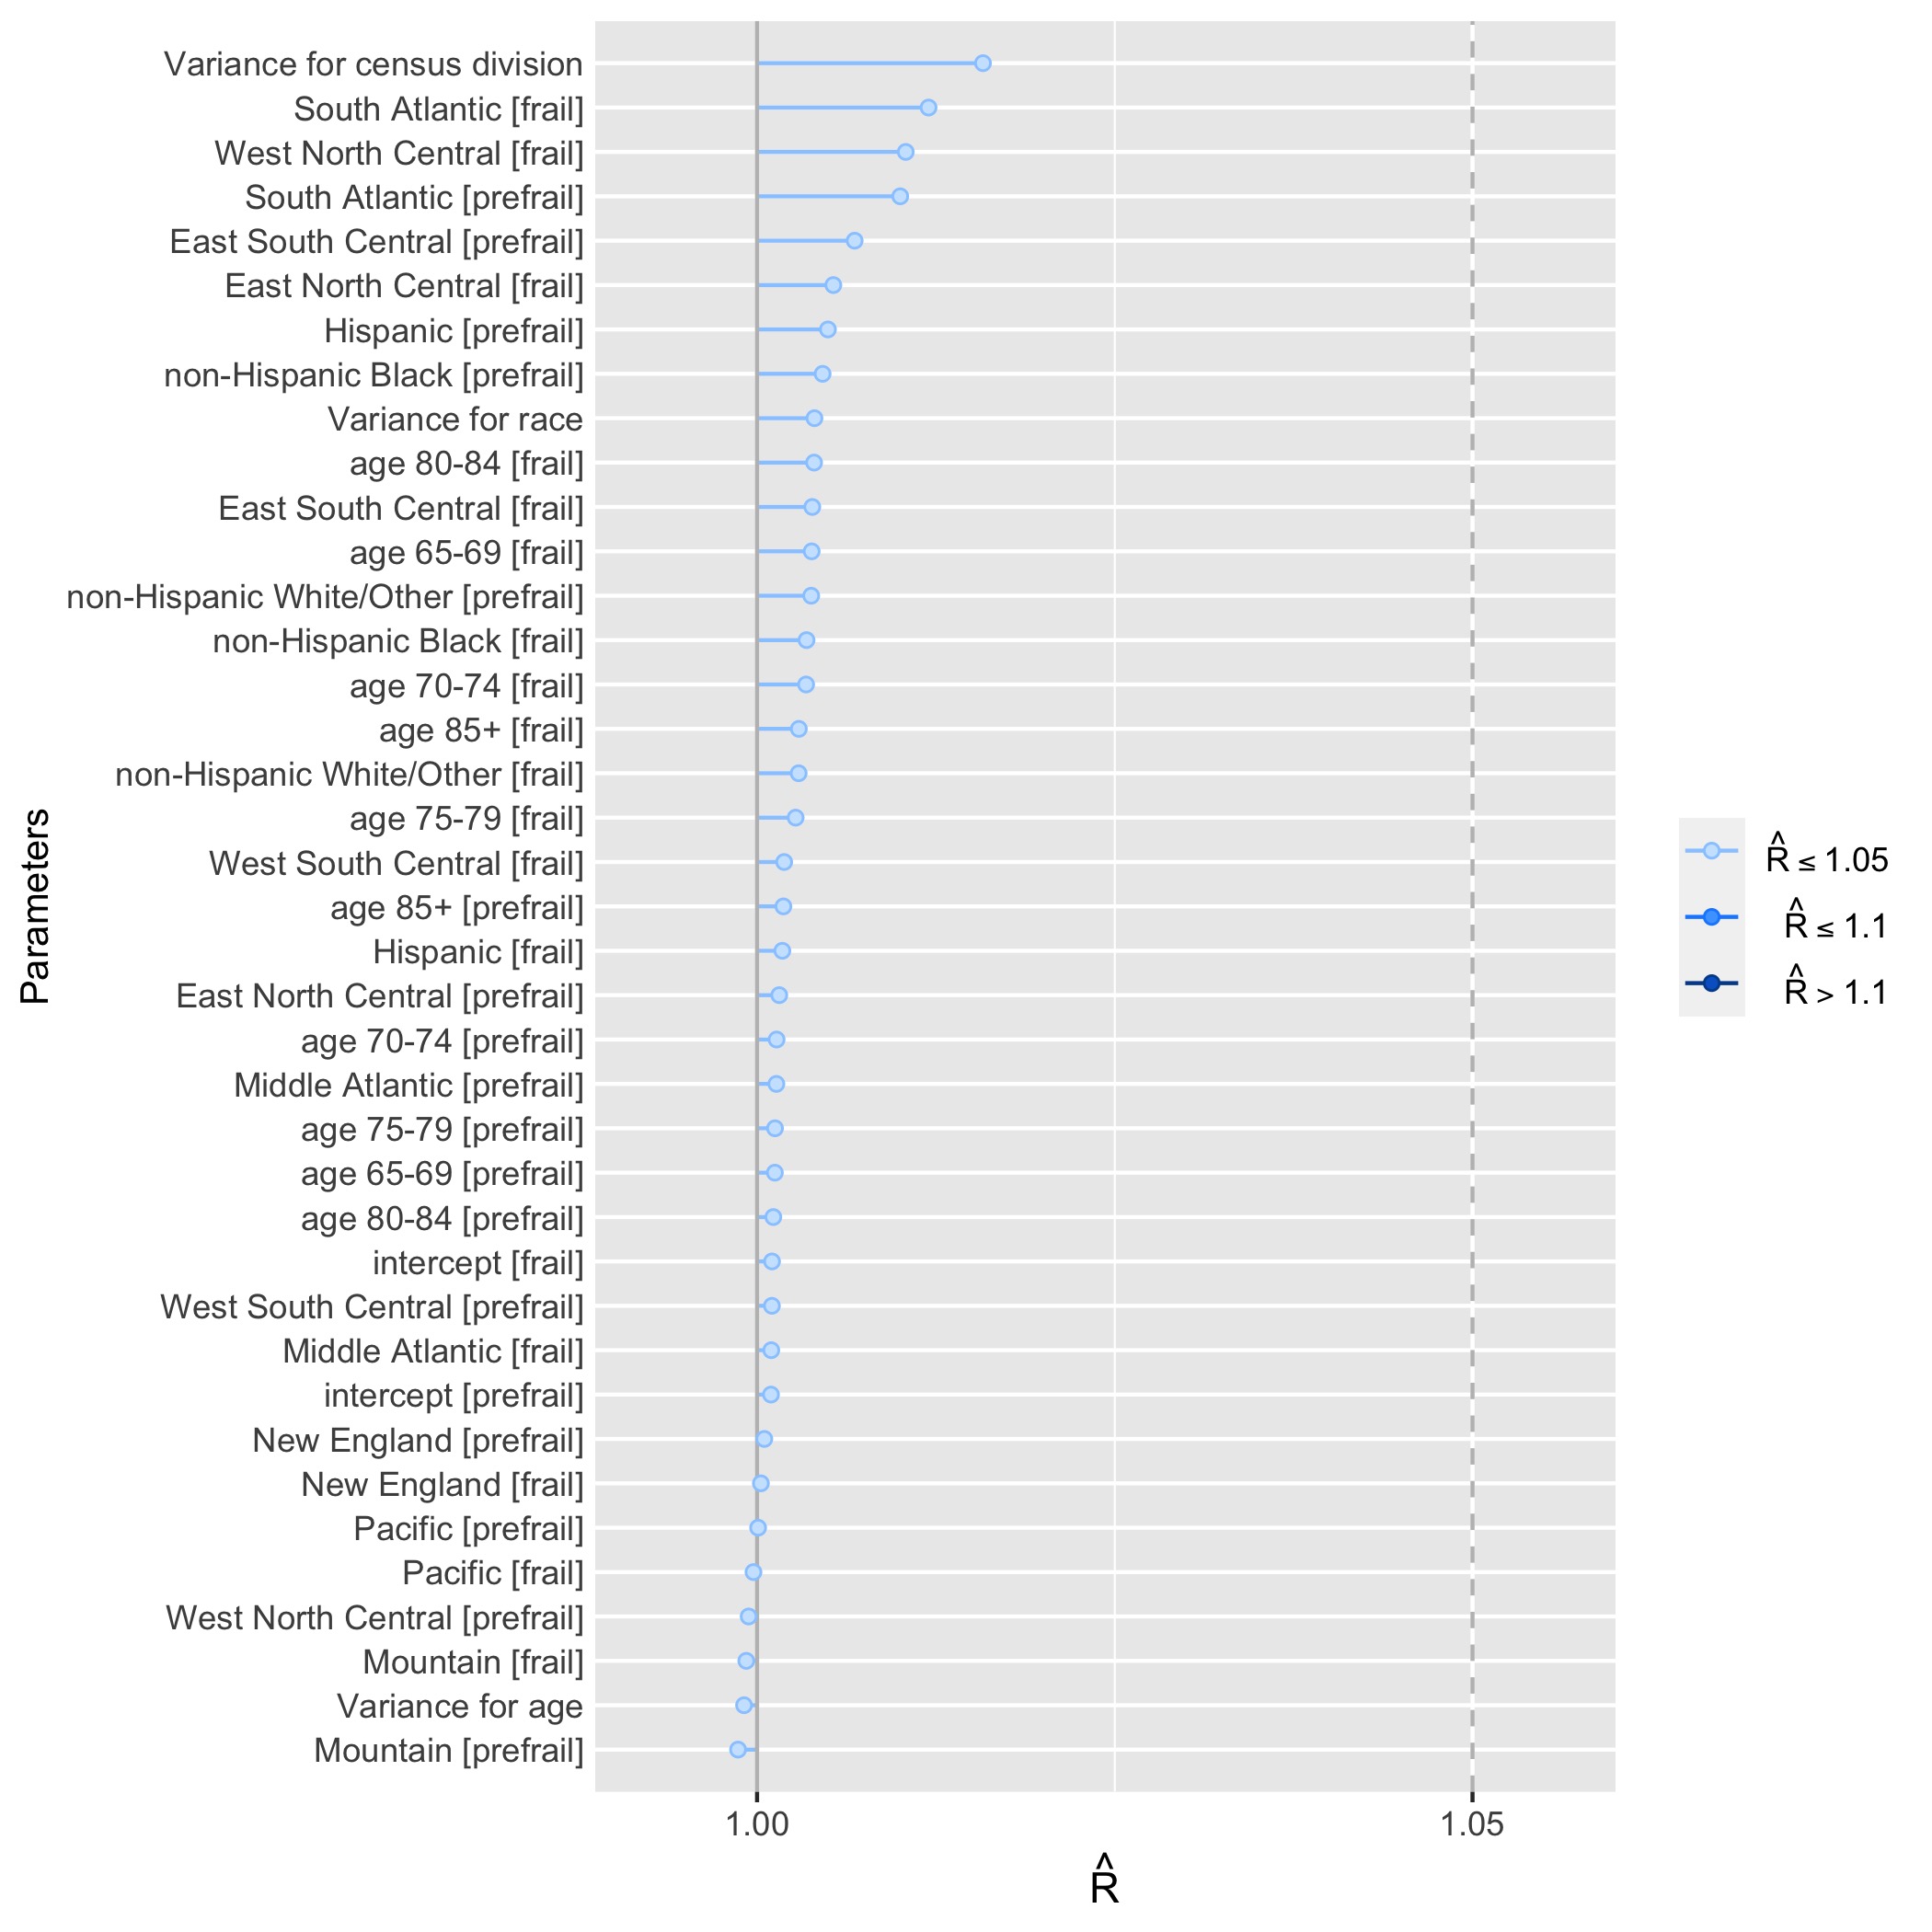 Variance for census division
South Atlantic [frail]
West North Central [frail]
South Atlantic [prefrail]
East South Central [prefrail]
East North Central [frail]
Hispanic [prefrail]
non-Hispanic Black [prefrail]
Variance for race
age 80-84 [frail]
East South Central [frail]
age 65-69 [frail]
non-Hispanic White/Other [prefrail]
non-Hispanic Black [frail]
age 70-74 [frail]
age 85+ [frail]
non-Hispanic White/Other [frail]
age 75-79 [frail]
West South Central [frail]
age 85+ [prefrail]
Hispanic [frail]
East North Central [prefrail]
age 70-74 [prefrail]
Middle Atlantic [prefrail]
age 75-79 [prefrail]
age 65-69 [prefrail]
age 80-84 [prefrail]
intercept [frail]
West South Central [prefrail]
Middle Atlantic [frail]
intercept [prefrail]
New England [prefrail]
New England [frail]
Pacific [prefrail]
Pacific [frail]
West North Central [prefrail]
Mountain [frail]
Variance for age
Mountain [prefrail]
Parameters
1.00 1.05
R̂
R̂ ≤ 1.05
R̂ ≤ 1.1
R̂ > 1.1